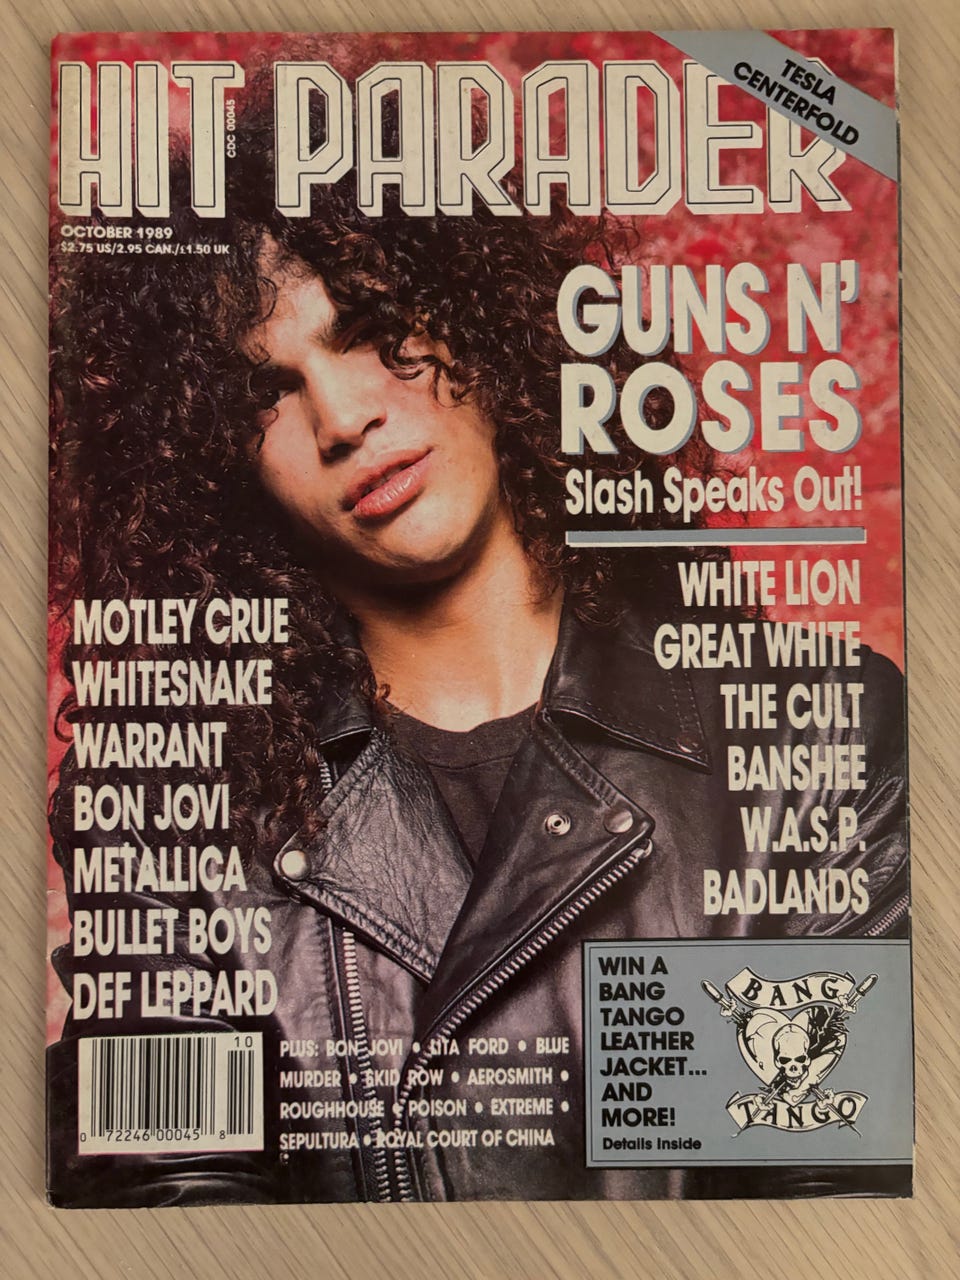 HIT PARADER
CDC 00045
TESLA
CENTERFOLD
OCTOBER 1989
$2.75 US/2.95 CAN./£1.50 UK
GUNS N'
ROSES
Slash Speaks Out!
WHITE LION
GREAT WHITE
THE CULT
BANSHEE
W.A.S.P.
BADLANDS
MOTLEY CRUE
WHITESNAKE
WARRANT
BON JOVI
METALLICA
BULLET BOYS
DEF LEPPARD
PLUS: BON JOVI • LITA FORD • BLUE
MURDER • SKID ROW • AEROSMITH •
ROUGHHOUSE • POISON • EXTREME •
SEPULTURA • ROYAL COURT OF CHINA
WIN A
BANG
TANGO
LEATHER
JACKET...
AND
MORE!
Details Inside
BANG
TANGO
10
0 72246 00045 8